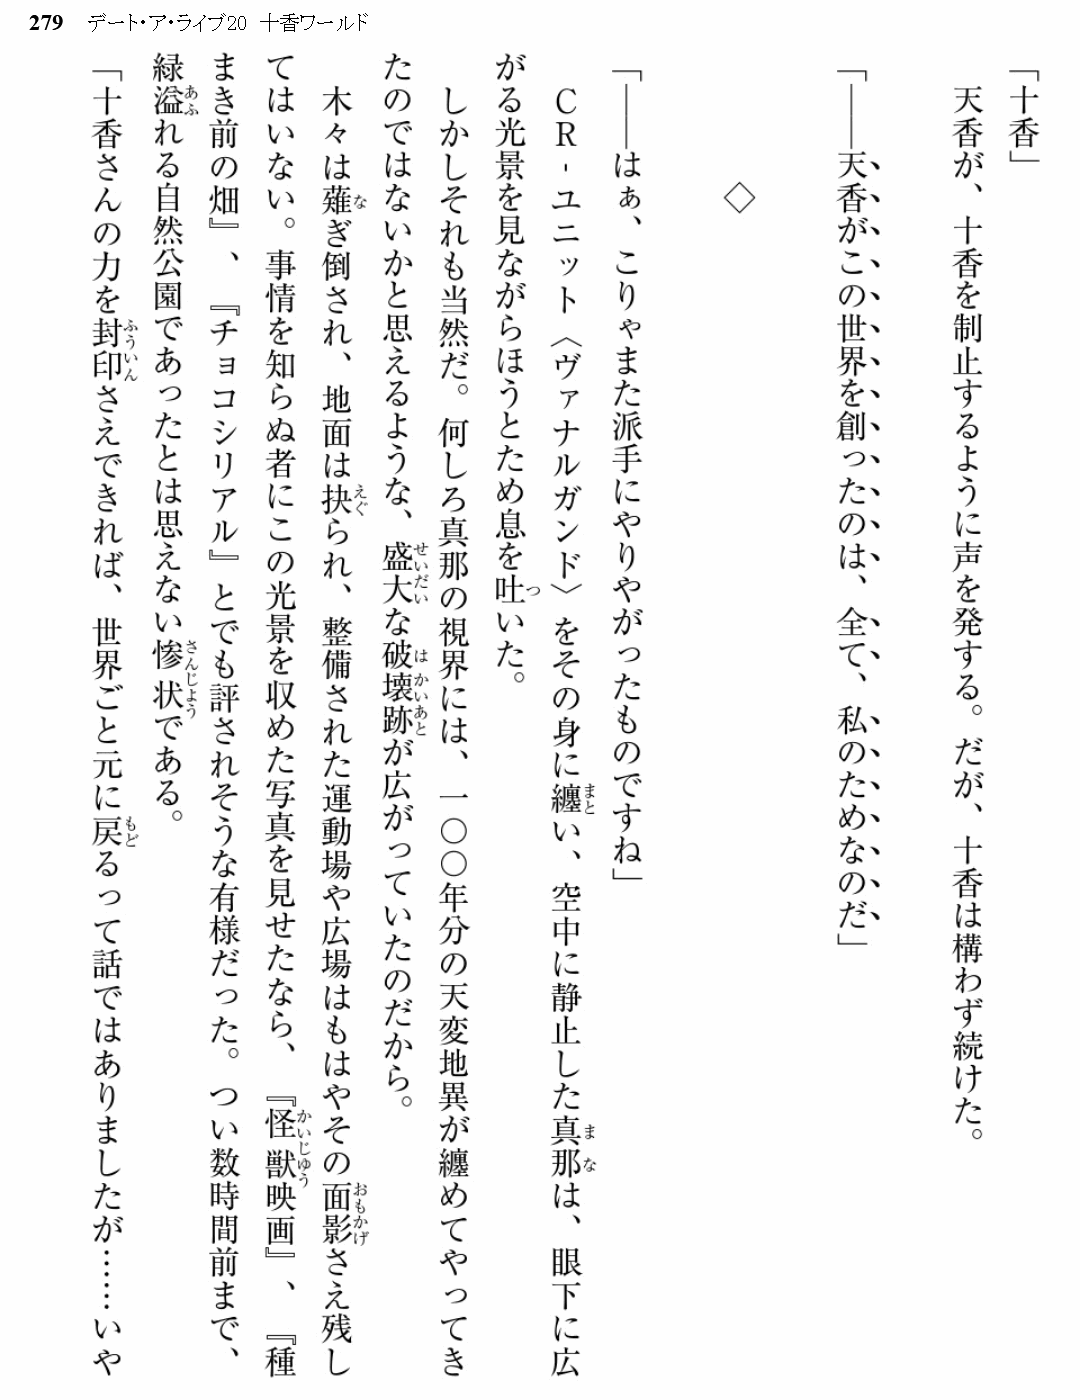 279 デート・ア・ライブ20 十香ワールド
「十香」
天香が、十香を制止するように声を発する。だが、十香は構わず続けた。
「――天香がこの世界を創ったのは、全て、私のためなのだ」
◇
「――はぁ、こりゃまた派手にやりやがったものですね」
CR-ユニット〈ヴァナルガンド〉をその身に纏い、空中に静止した真那は、眼下に広
がる光景を見ながらほうとため息を吐いた。
しかしそれも当然だ。何しろ真那の視界には、一〇〇年分の天変地異が纏めてやってき
たのではないかと思えるような、盛大な破壊跡が広がっていたのだから。
木々は薙ぎ倒され、地面は抉られ、整備された運動場や広場はもはやその面影さえ残し
てはいない。事情を知らぬ者にこの光景を収めた写真を見せたなら、『怪獣映画』、『種
まき前の畑』、『チョコシリアル』とでも評されそうな有様だった。つい数時間前まで、
緑溢れる自然公園であったとは思えない惨状である。
「十香さんの力を封印さえできれば、世界ごと元に戻るって話ではありましたが……いや